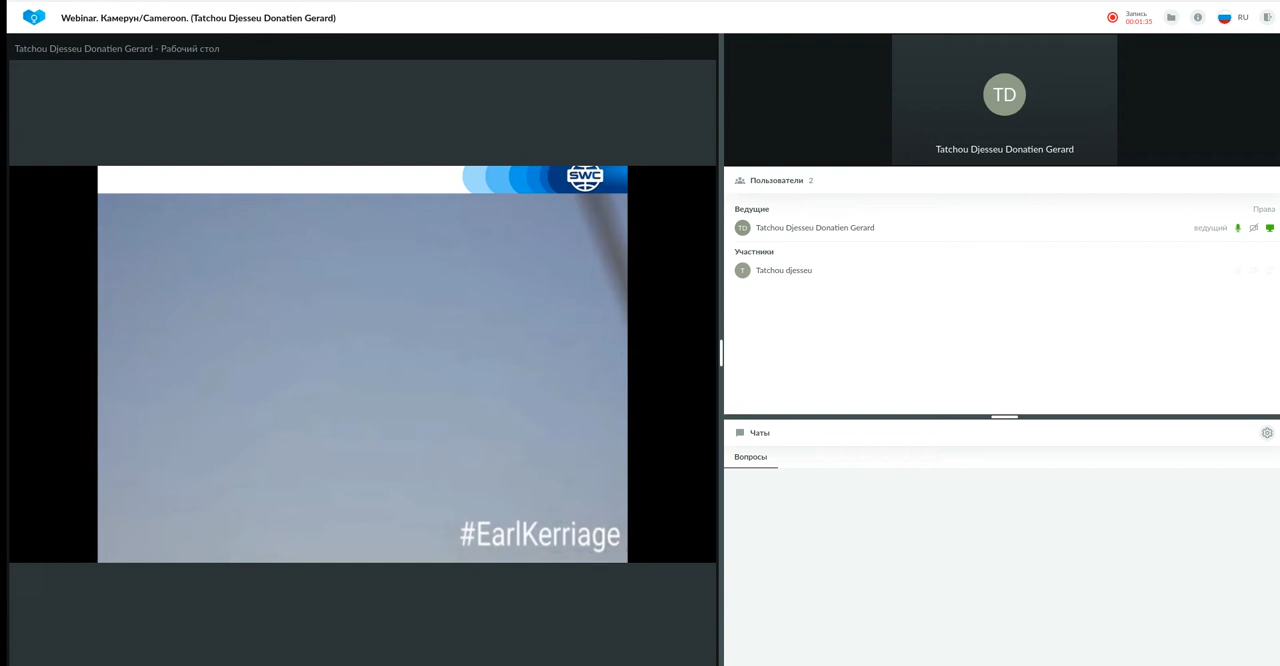 Webinar. Камерун/Cameroon. (Tatchou Djesseu Donatien Gerard)
Запись
00:01:35
RU
Tatchou Djesseu Donatien Gerard - Рабочий стол
TD
Tatchou Djesseu Donatien Gerard
SWC
#EarlKerriage
Пользователи 2
Ведущие
Права
TD Tatchou Djesseu Donatien Gerard ведущий
Участники
T Tatchou djesseu
Чаты
Вопросы